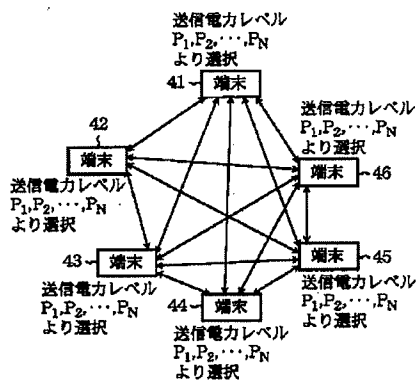 送信電力レベル
P1,P2,···,PN
より選択
41
端末
42
端末
送信電力レベル
P1,P2,···,PN
より選択
送信電力レベル
P1,P2,···,PN
より選択
端末
46
43
端末
送信電力レベル
P1,P2,···,PN
より選択
44
端末
送信電力レベル
P1,P2,···,PN
より選択
端末
45
送信電力レベル
P1,P2,···,PN
より選択